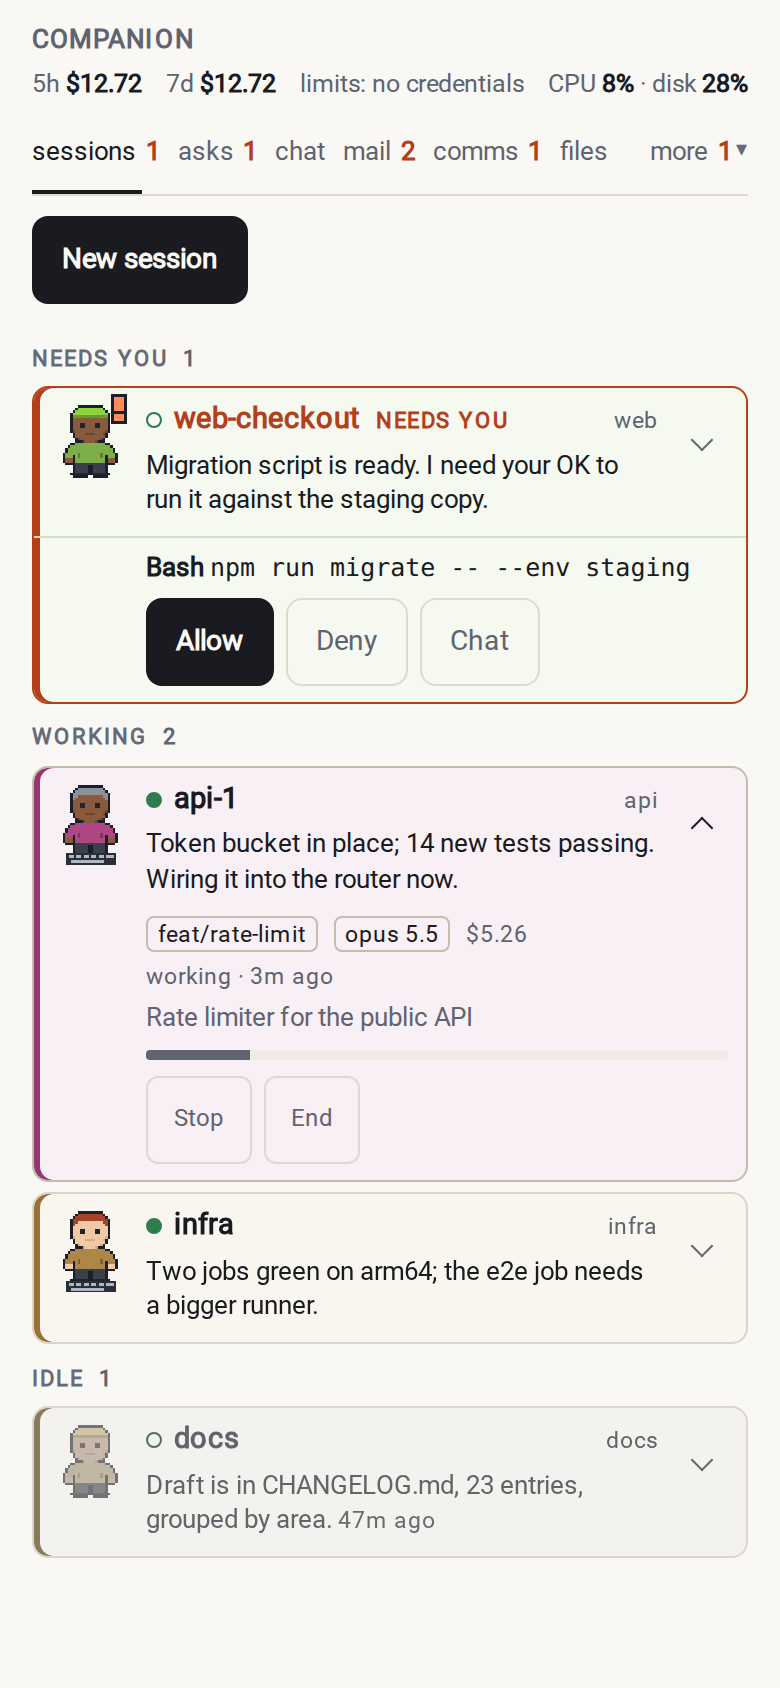 COMPANION
5h $12.72 7d $12.72 limits: no credentials CPU 8% · disk 28%
sessions 1 asks 1 chat mail 2 comms 1 files more 1 ▾
New session
NEEDS YOU 1
web-checkout NEEDS YOU web
Migration script is ready. I need your OK to
run it against the staging copy.
Bash npm run migrate -- --env staging
Allow Deny Chat
WORKING 2
api-1 api
Token bucket in place; 14 new tests passing.
Wiring it into the router now.
feat/rate-limit opus 5.5 $5.26
working · 3m ago
Rate limiter for the public API
Stop End
infra infra
Two jobs green on arm64; the e2e job needs
a bigger runner.
IDLE 1
docs docs
Draft is in CHANGELOG.md, 23 entries,
grouped by area. 47m ago